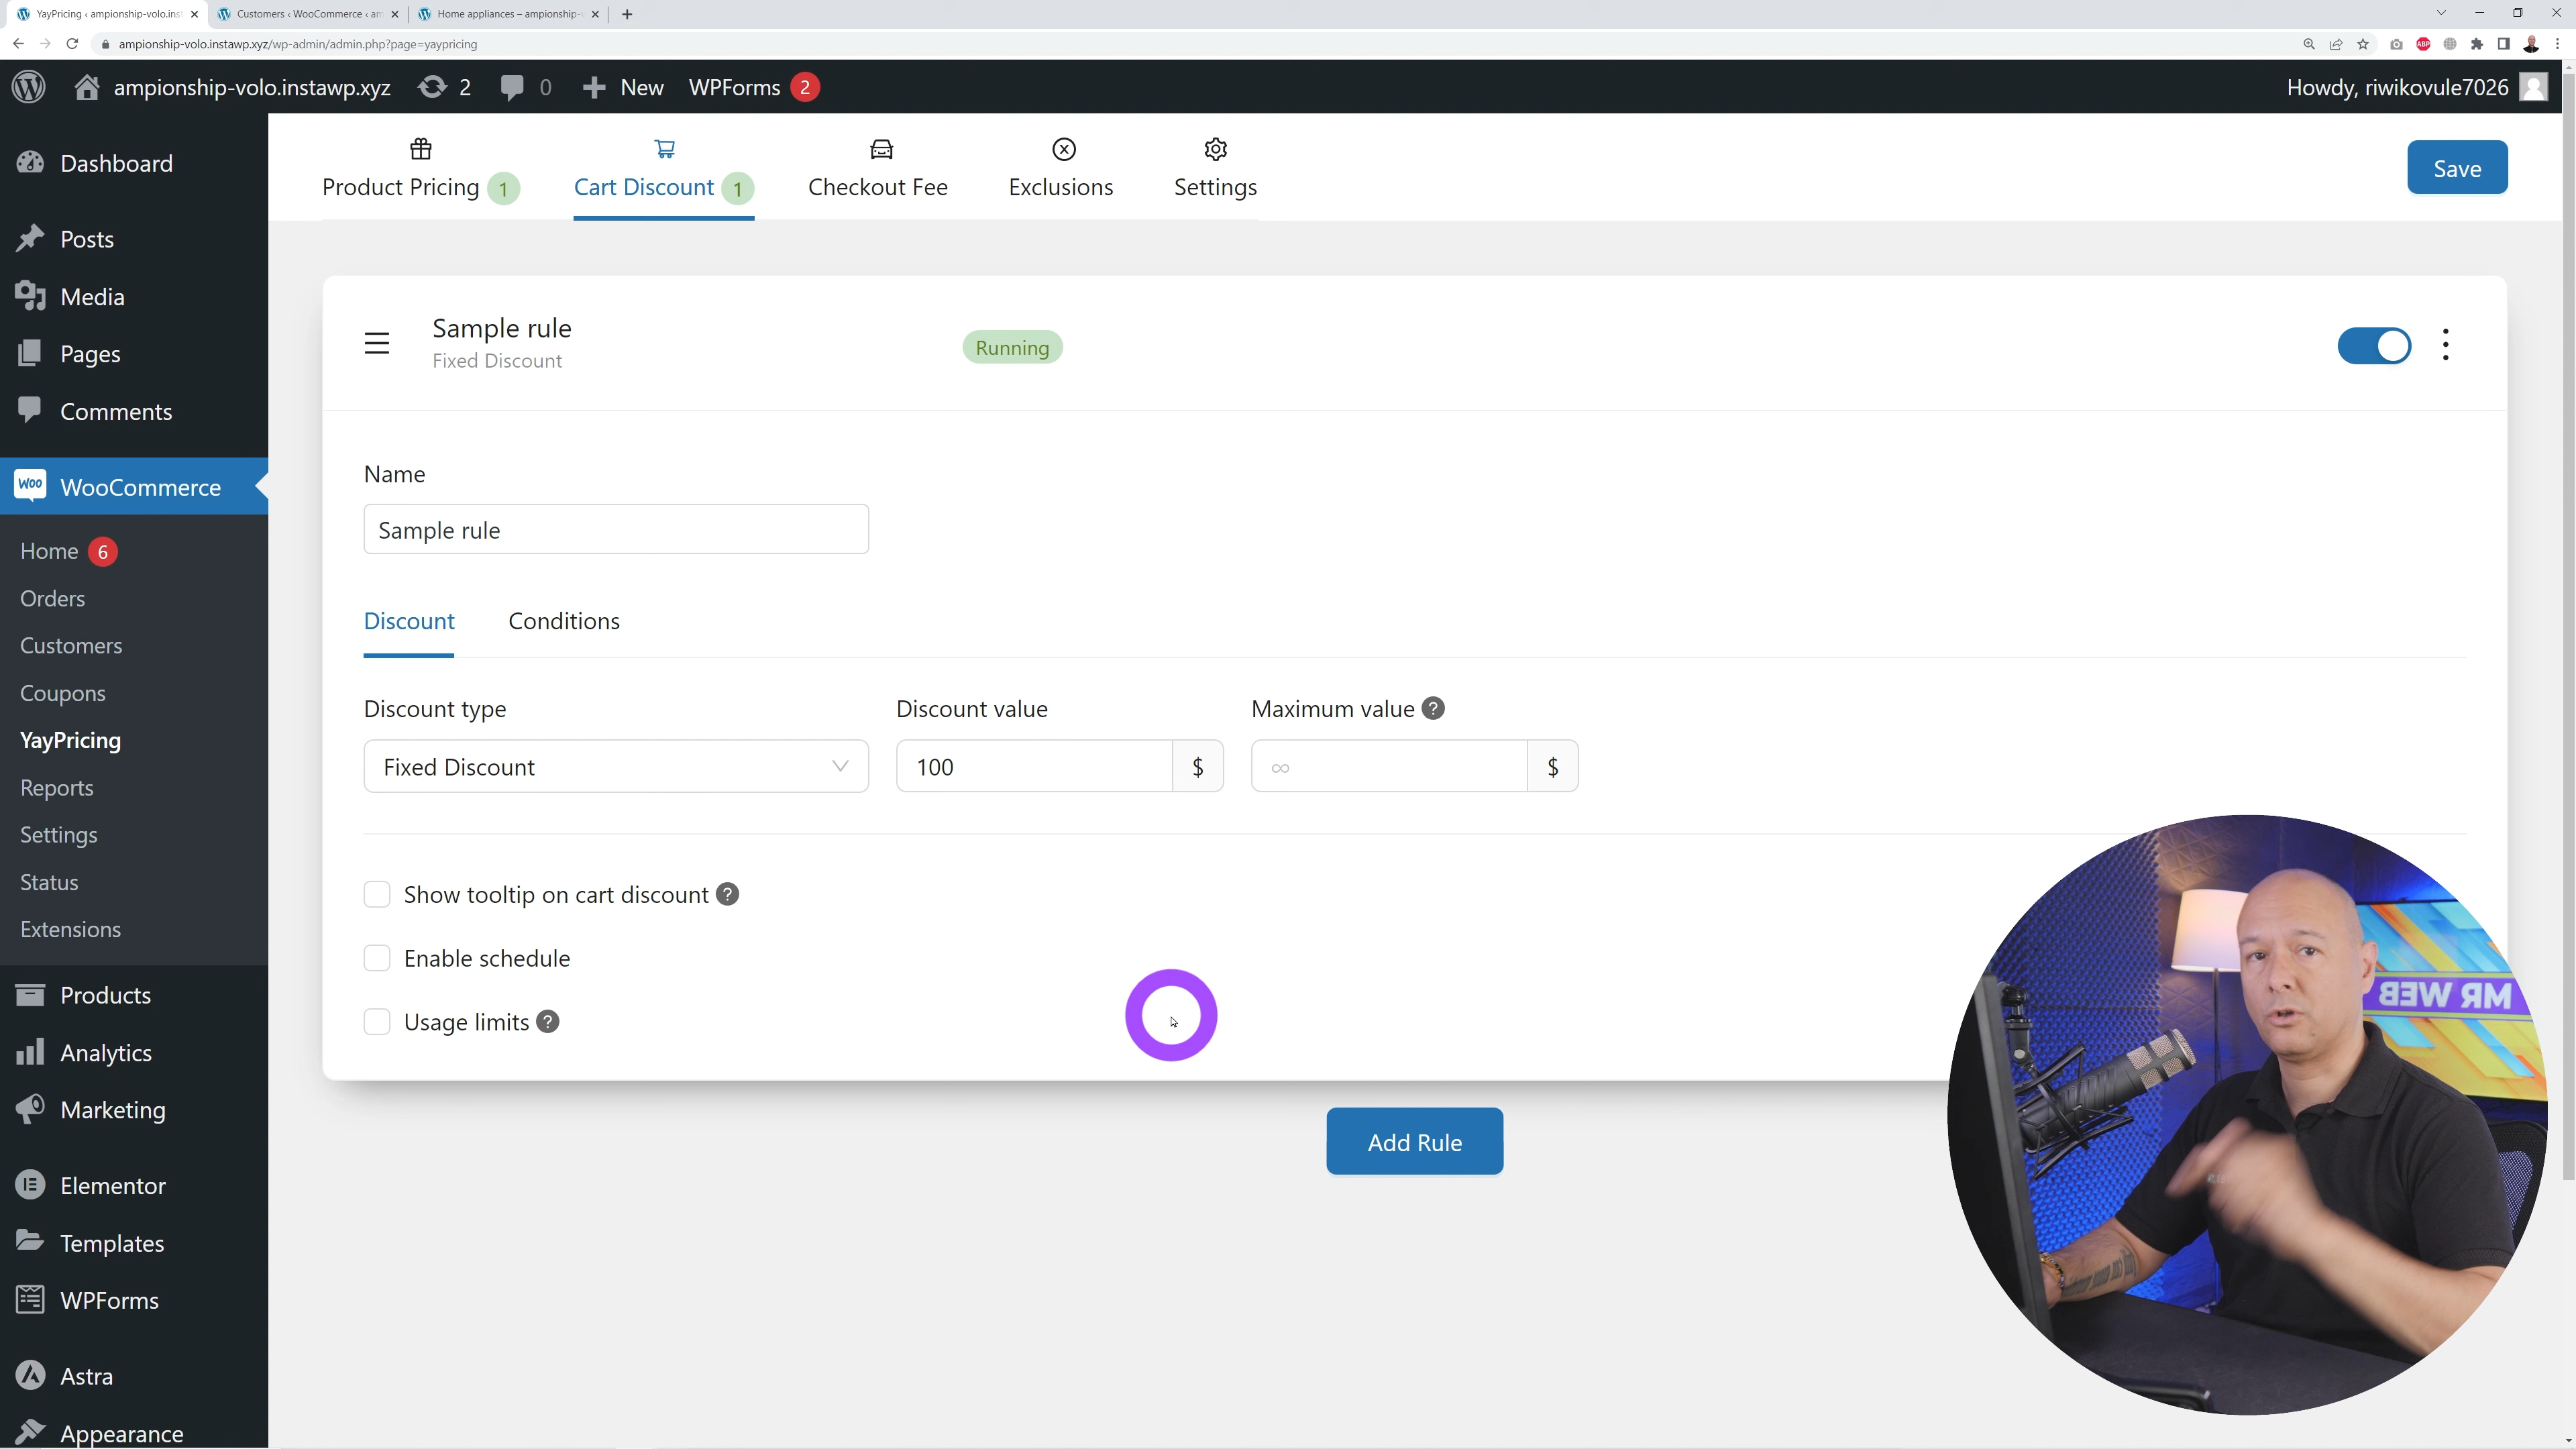 YayPricing ‹ ampionship-volo.inst
Customers ‹ WooCommerce ‹ am
Home appliances – ampionship-v
ampionship-volo.instawp.xyz/wp-admin/admin.php?page=yaypricing
ABP
ampionship-volo.instawp.xyz
2
0
New
WPForms 2
Howdy, riwikovule7026
Dashboard
Posts
Media
Pages
Comments
Woo WooCommerce
Home 6
Orders
Customers
Coupons
YayPricing
Reports
Settings
Status
Extensions
Products
Analytics
Marketing
Elementor
Templates
WPForms
Astra
Appearance
Product Pricing 1
Cart Discount 1
Checkout Fee
Exclusions
Settings
Save
Sample rule
Fixed Discount
Running
Name
Sample rule
Discount
Conditions
Discount type
Discount value
Maximum value ?
Fixed Discount
100 $
∞ $
Show tooltip on cart discount ?
Enable schedule
Usage limits ?
Add Rule
MR WEB